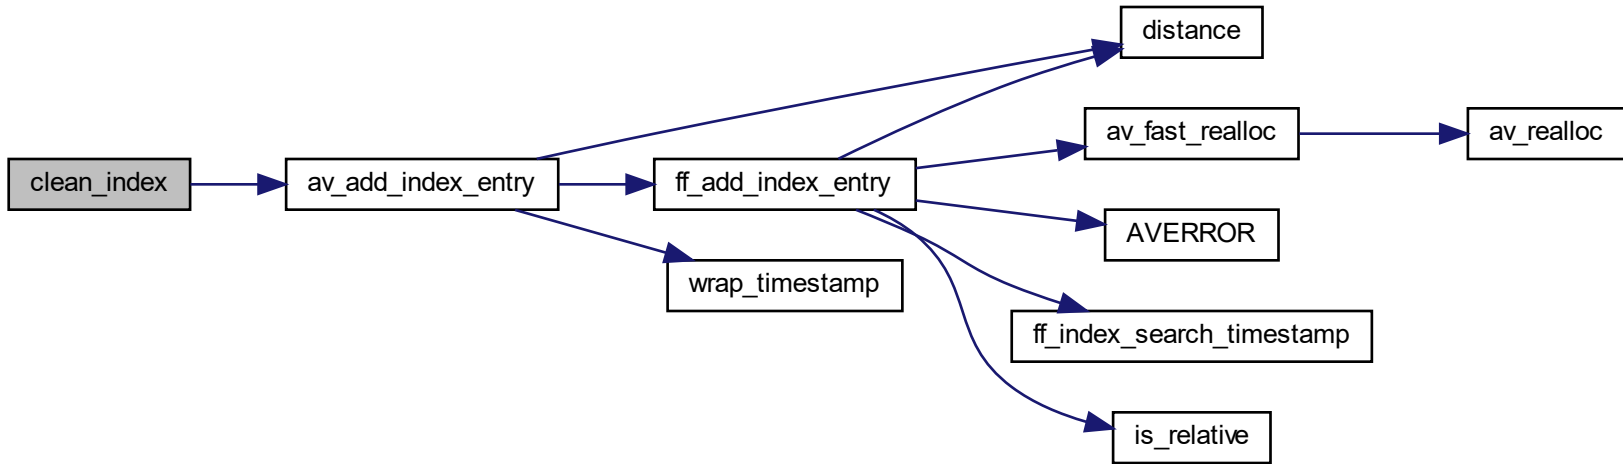 clean_index
av_add_index_entry
ff_add_index_entry
wrap_timestamp
distance
av_fast_realloc
av_realloc
AVERROR
ff_index_search_timestamp
is_relative